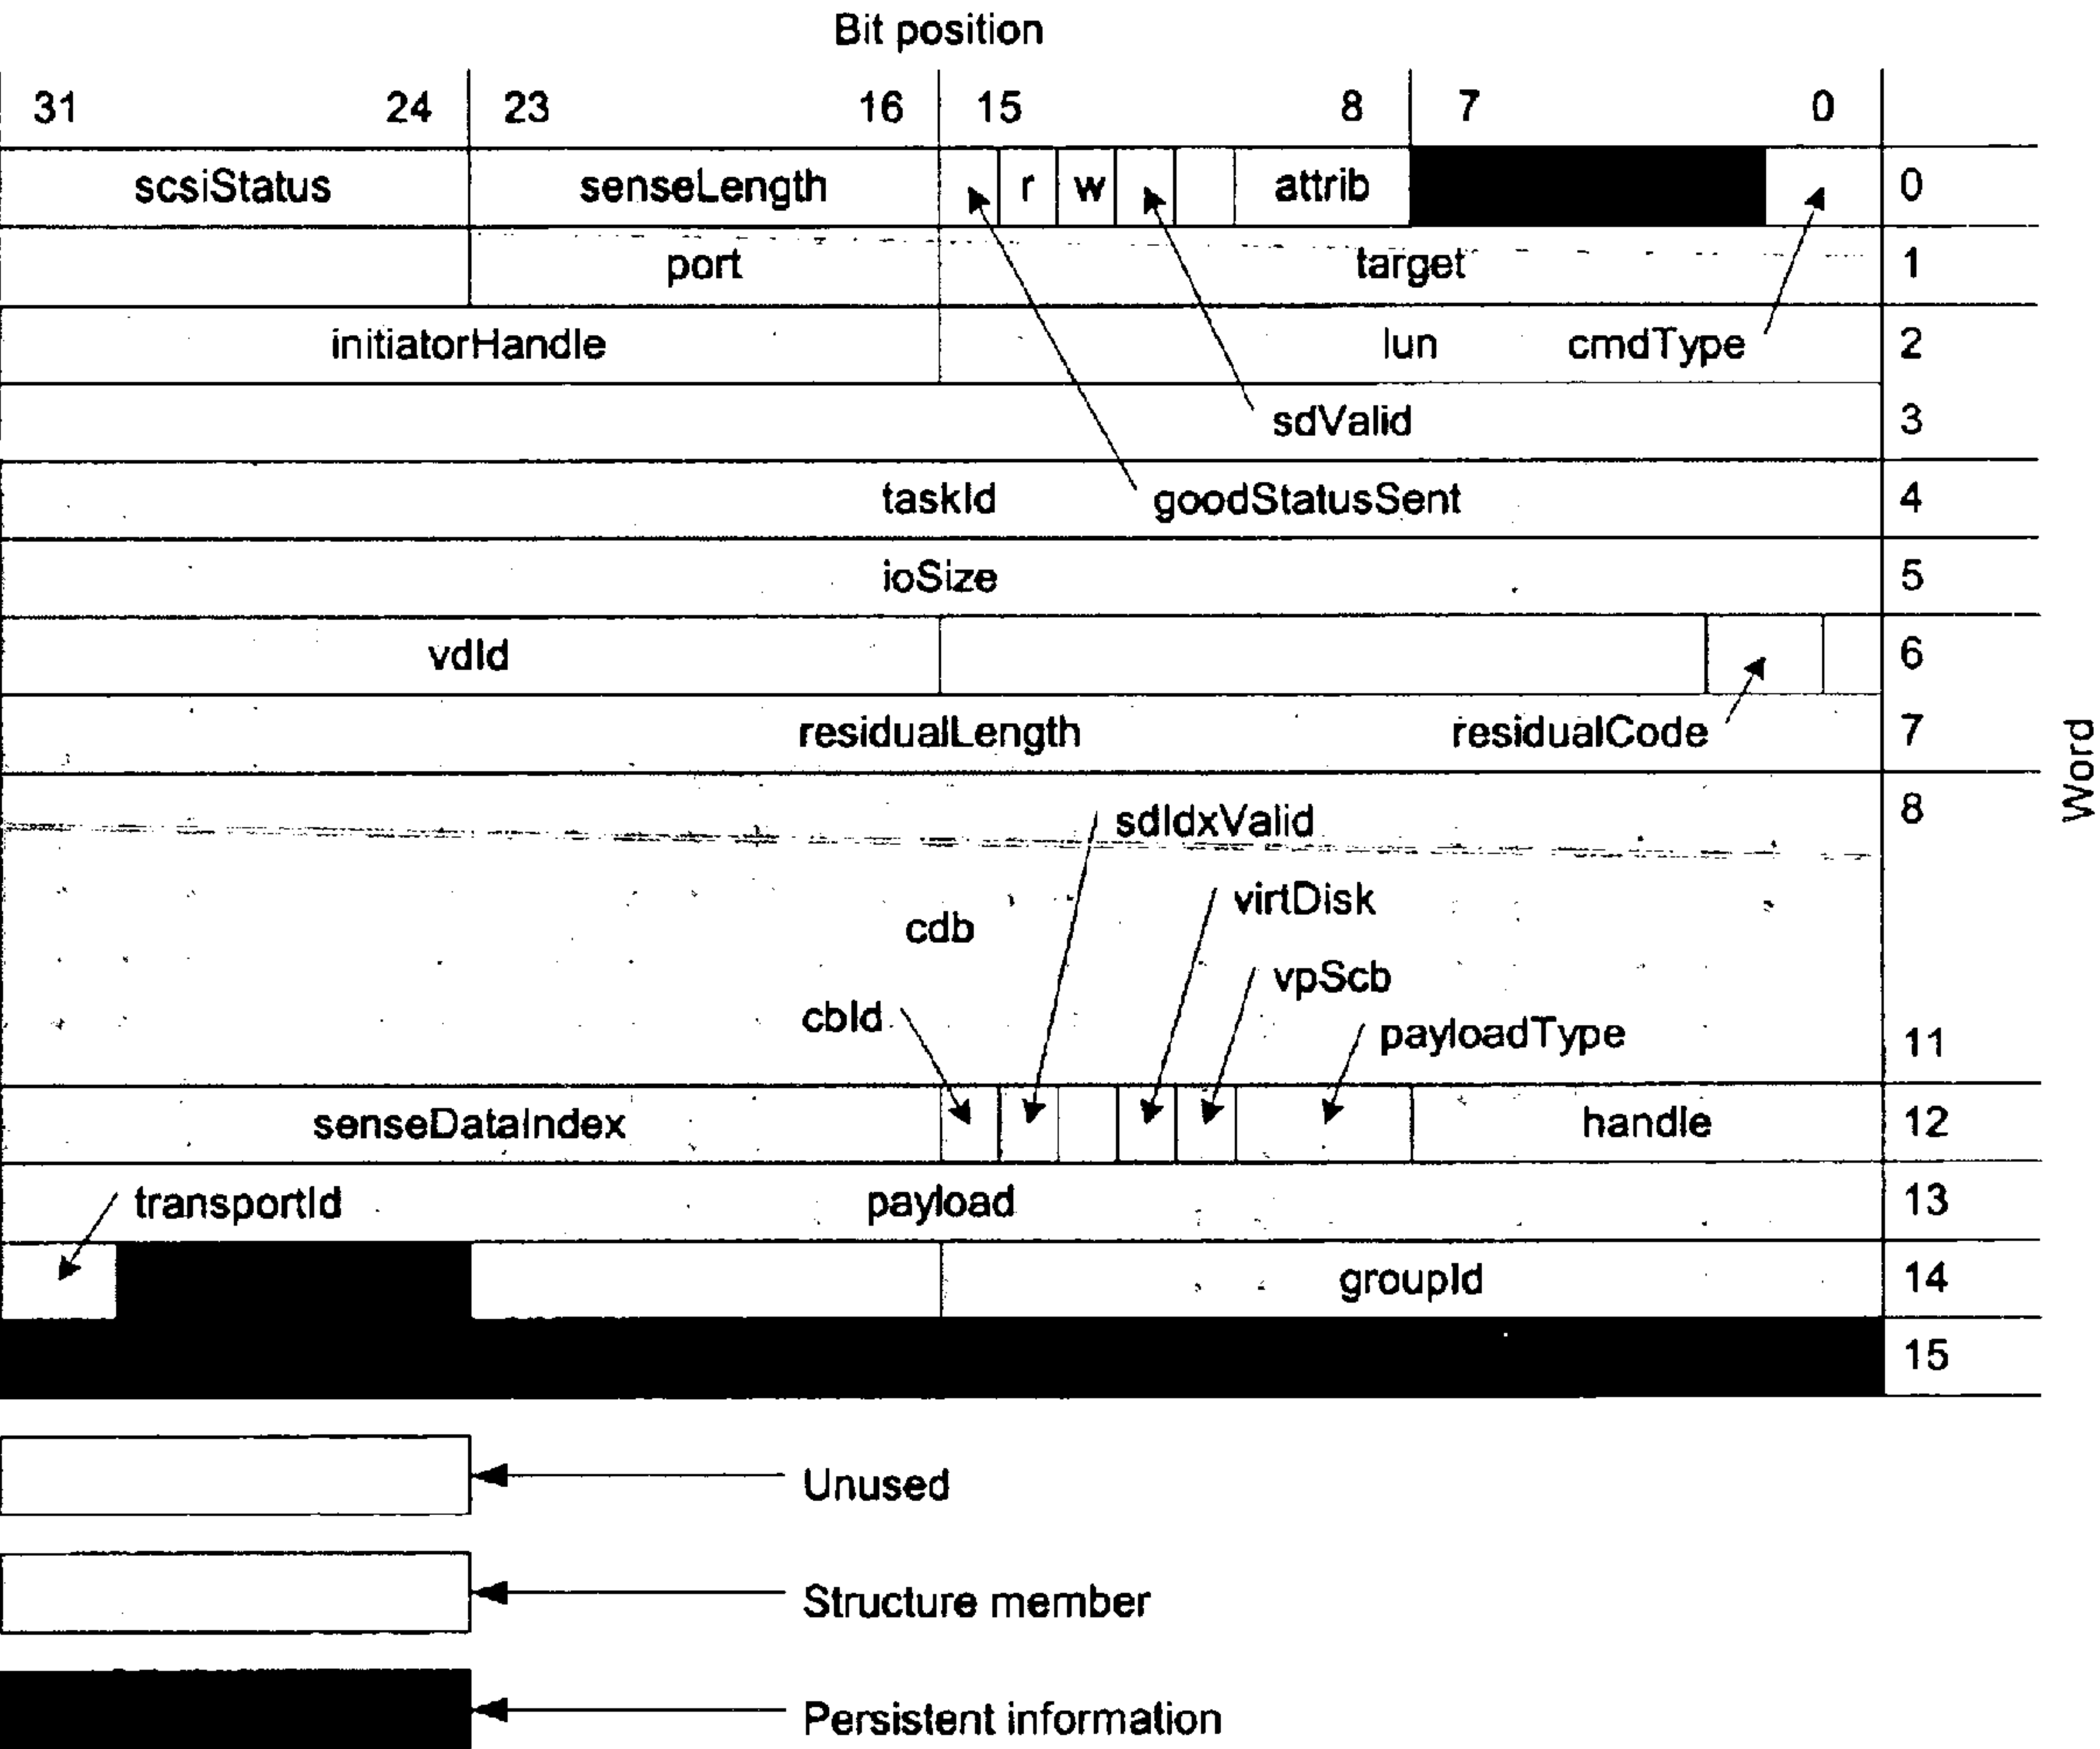 Bit position
31 24 23 16 15 8 7 0
scsiStatus senseLength r w attrib 0
port target 1
initiatorHandle lun cmdType 2
sdValid 3
taskId goodStatusSent 4
ioSize 5
vdId 6
residualLength residualCode 7
Word
sdIdxValid 8
virtDisk
cdb
vpScb
cbId payloadType 11
senseDataIndex handle 12
transportId payload 13
groupId 14
15
Unused
Structure member
Persistent information